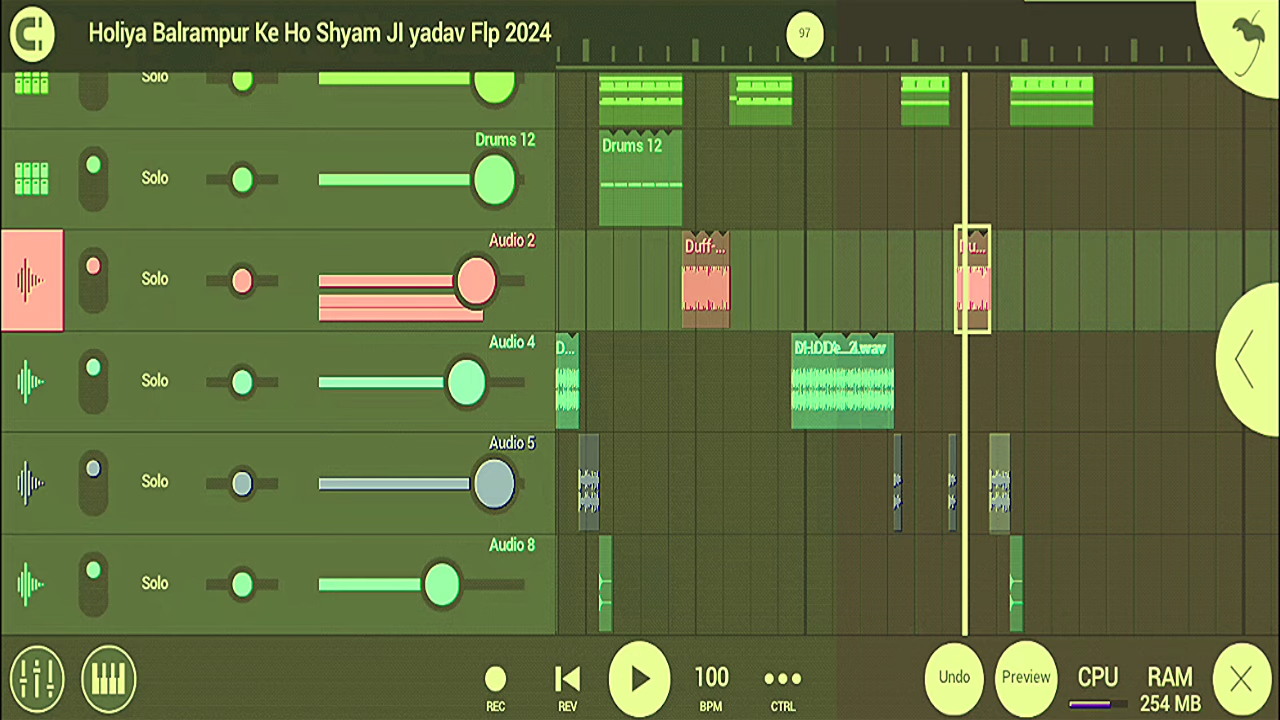 Holiya Balrampur Ke Ho Shyam JI yadav Flp 2024
97
Solo
Drums 12
Solo
Drums 12
Audio 2
Solo
Duff-...
Audio 4
Solo
D...
Audio 5
Solo
Audio 8
Solo
REC
REV
100
BPM
CTRL
Undo
Preview
CPU
RAM
254 MB